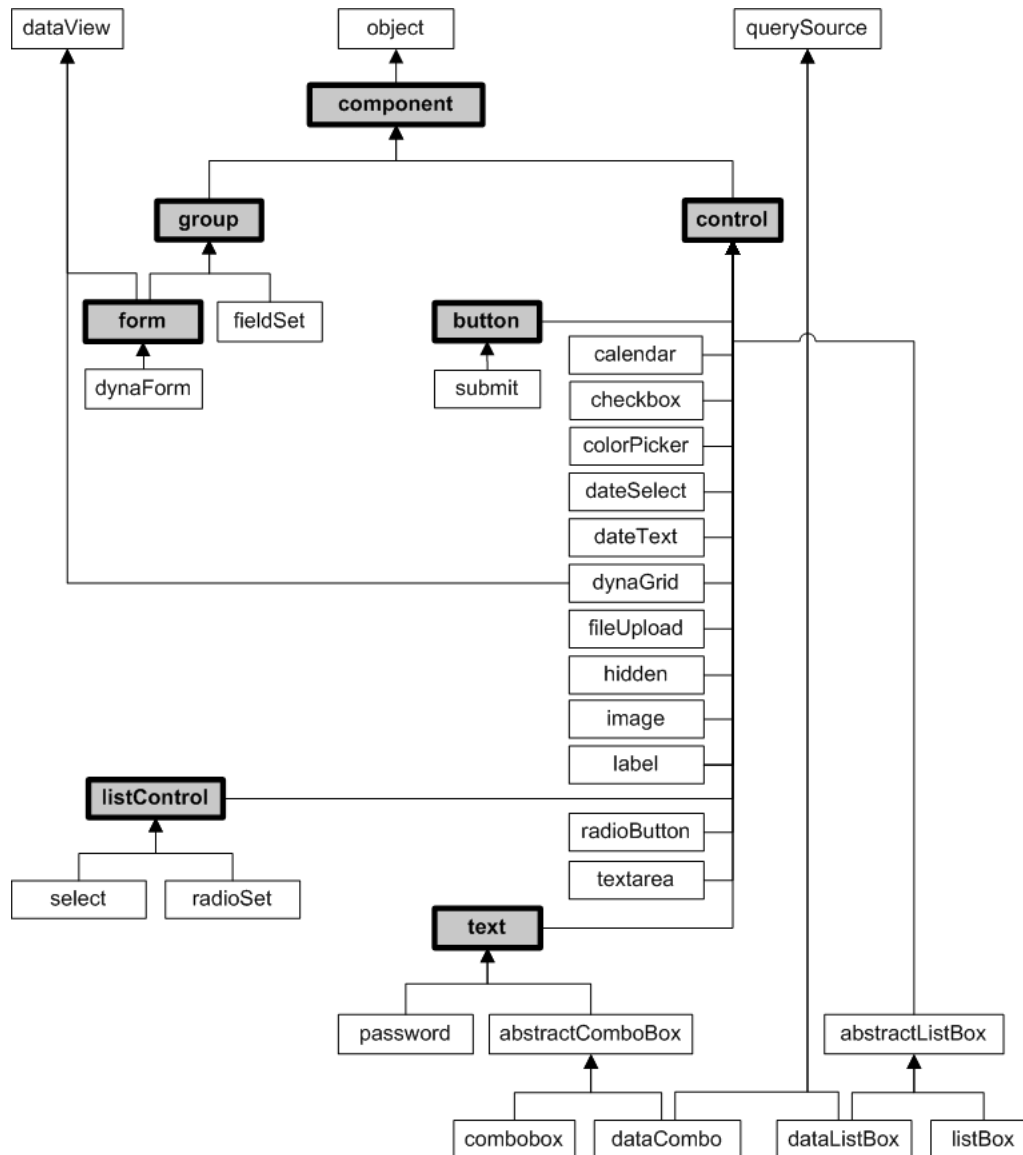 dataView
object
querySource
component
group
control
form
fieldSet
button
dynaForm
submit
calendar
checkbox
colorPicker
dateSelect
dateText
dynaGrid
fileUpload
hidden
image
label
listControl
radioButton
textarea
select
radioSet
text
password
abstractComboBox
abstractListBox
combobox
dataCombo
dataListBox
listBox